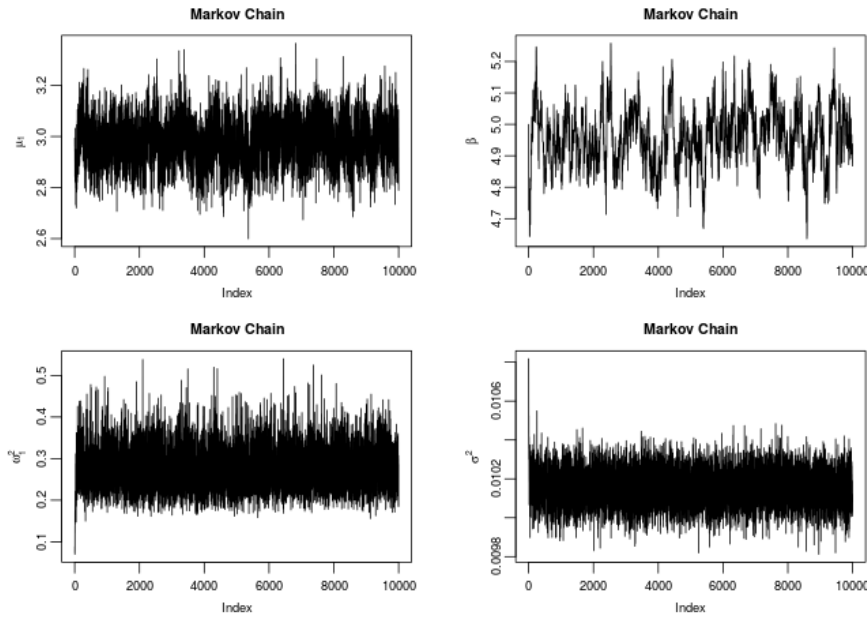 Markov Chain
μ₁
3.2
3.0
2.8
2.6
0 2000 4000 6000 8000 10000
Index
Markov Chain
β
5.2
5.1
5.0
4.9
4.8
4.7
0 2000 4000 6000 8000 10000
Index
Markov Chain
ω₁²
0.5
0.4
0.3
0.2
0.1
0 2000 4000 6000 8000 10000
Index
Markov Chain
σ²
0.0106
0.0102
0.0098
0 2000 4000 6000 8000 10000
Index